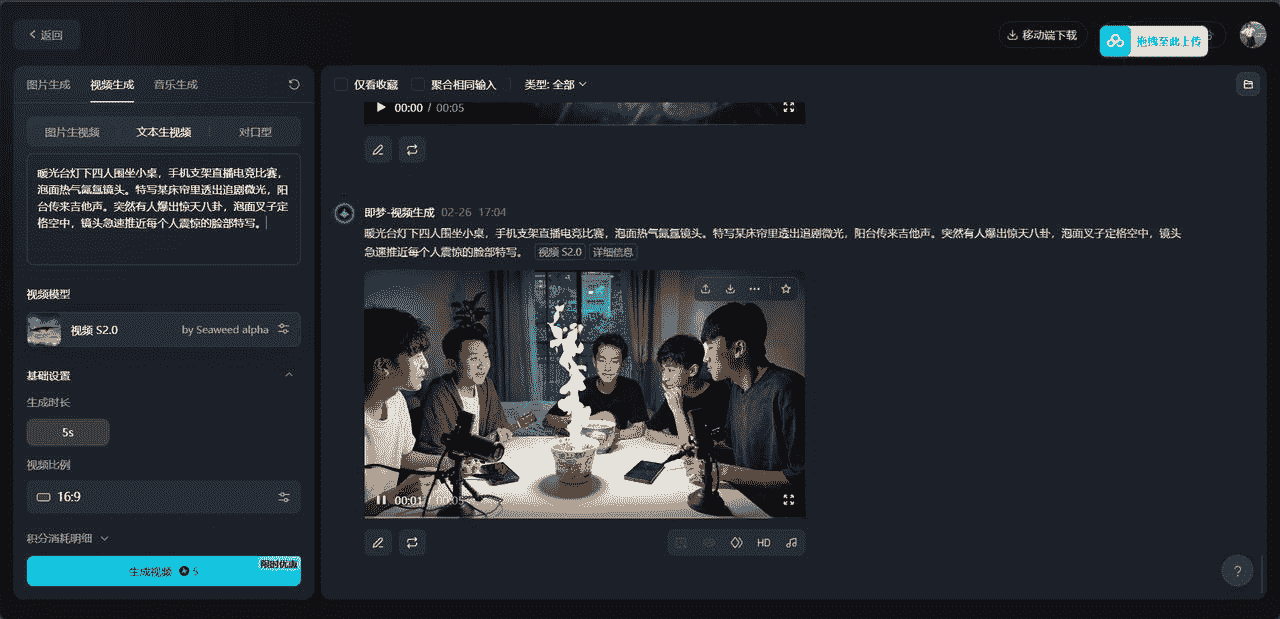 返回
移动端下载
拖拽至此上传
图片生成
视频生成
音乐生成
图片生视频
文本生视频
对口型
暖光台灯下四人围坐小桌，手机支架直播电竞比赛，
泡面热气氤氲镜头。特写某床帘里透出追剧微光，阳
台传来吉他声。突然有人爆出惊天八卦，泡面叉子定
格空中，镜头急速推近每个人震惊的脸部特写。
视频模型
视频 S2.0
by Seaweed alpha
基础设置
生成时长
5s
视频比例
16:9
积分消耗明细
限时优惠
生成视频 5
仅看收藏
聚合相同输入
类型: 全部
00:00 / 00:05
即梦-视频生成 02-26 17:04
暖光台灯下四人围坐小桌，手机支架直播电竞比赛，泡面热气氤氲镜头。特写某床帘里透出追剧微光，阳台传来吉他声。突然有人爆出惊天八卦，泡面叉子定格空中，镜头
急速推近每个人震惊的脸部特写。 视频 S2.0 详细信息
00:01 / 00:05
HD
?